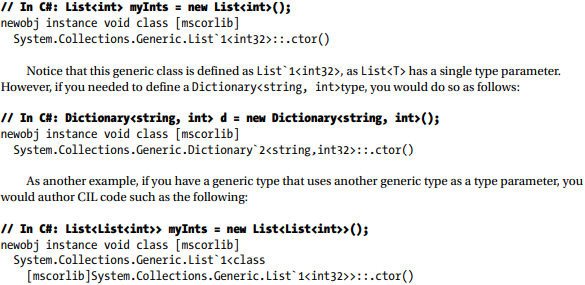 // In C#: List<int> myInts = new List<int>();
newobj instance void class [mscorlib]
System.Collections.Generic.List`1<int32>::.ctor()
Notice that this generic class is defined as List`1<int32>, as List<T> has a single type parameter.
However, if you needed to define a Dictionary<string, int>type, you would do so as follows:
// In C#: Dictionary<string, int> d = new Dictionary<string, int>();
newobj instance void class [mscorlib]
System.Collections.Generic.Dictionary`2<string,int32>::.ctor()
As another example, if you have a generic type that uses another generic type as a type parameter, you
would author CIL code such as the following:
// In C#: List<List<int>> myInts = new List<List<int>>();
newobj instance void class [mscorlib]
System.Collections.Generic.List`1<class
[mscorlib]System.Collections.Generic.List`1<int32>>::.ctor()